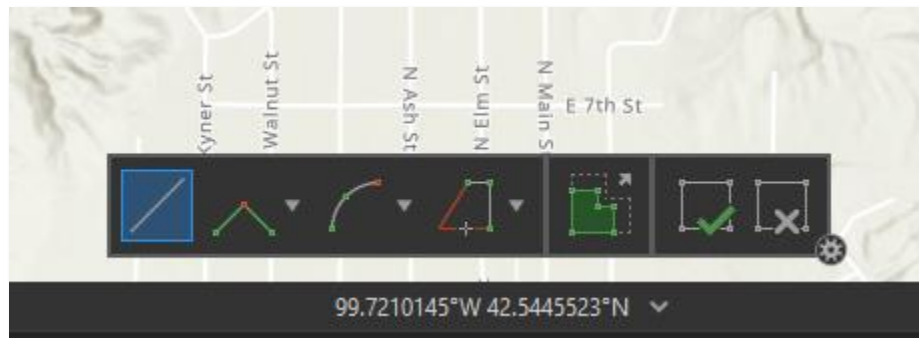 Kyner St
Walnut St
N Ash St
N Elm St
N Main S
E 7th St
99.7210145°W 42.5445523°N